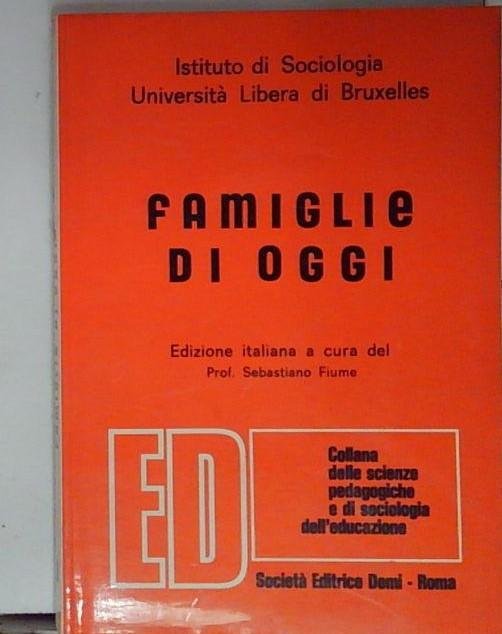 Istituto di Sociologia
Università Libera di Bruxelles
FAMIGLIE
DI OGGI
Edizione italiana a cura del
Prof. Sebastiano Fiume
ED
Collana
delle scienze
pedagogiche
e di sociologia
dell'educazione
Società Editrice Demi - Roma